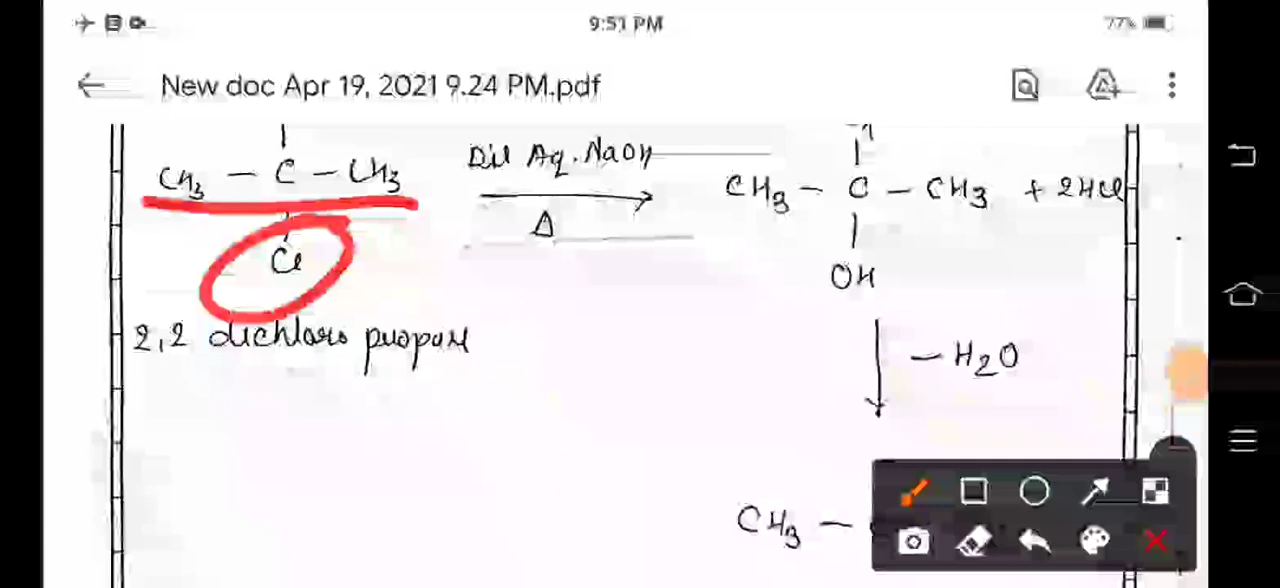 9:51 PM
77%
New doc Apr 19, 2021 9.24 PM.pdf
CH3 — C — CH3
Dil Aq. NaOH
Δ
CH3 — C — CH3 + 2HCl
Cl
OH
2,2 dichloro propane
— H2O
CH3 —